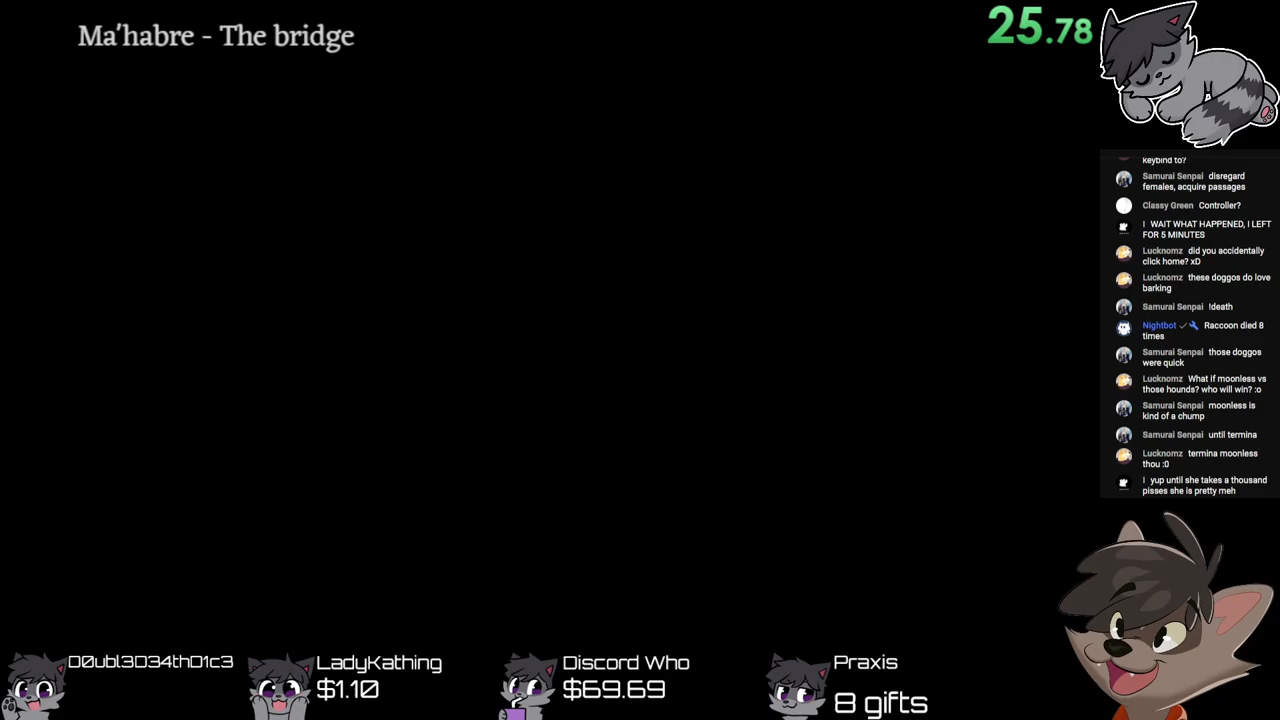 Ma'habre - The bridge
25.78
keybind to?
Samurai Senpai disregard
females, acquire passages
Classy Green Controller?
I WAIT WHAT HAPPENED, I LEFT
FOR 5 MINUTES
Lucknomz did you accidentally
click home? xD
Lucknomz these doggos do love
barking
Samurai Senpai !death
Nightbot Raccoon died 8
times
Samurai Senpai those doggos
were quick
Lucknomz What if moonless vs
those hounds? who will win? :o
Samurai Senpai moonless is
kind of a chump
Samurai Senpai until termina
Lucknomz termina moonless
thou :0
I yup until she takes a thousand
pisses she is pretty meh
D0ubl3D34thD1c3
LadyKathing
$1.10
Discord Who
$69.69
Praxis
8 gifts